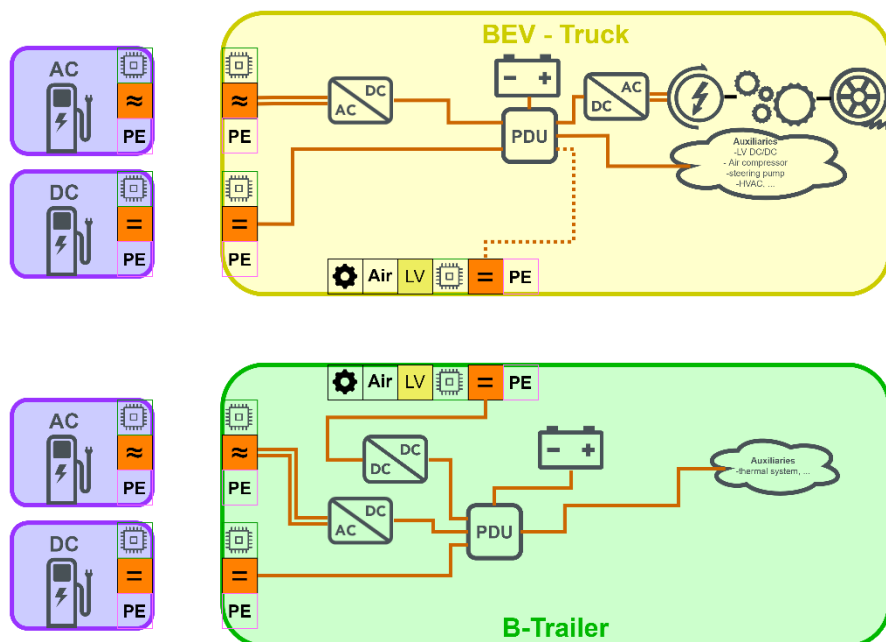 BEV - Truck
AC
≈
PE
≈
PE
DC
AC
- +
AC
DC
PDU
Auxiliaries
-LV DC/DC
- Air compressor
-steering pump
-HVAC, ...
DC
=
PE
=
PE
Air LV = PE
Air LV = PE
AC
≈
PE
≈
PE
DC
DC
- +
Auxiliaries
-thermal system, ...
DC
AC
PDU
DC
=
PE
=
PE
B-Trailer